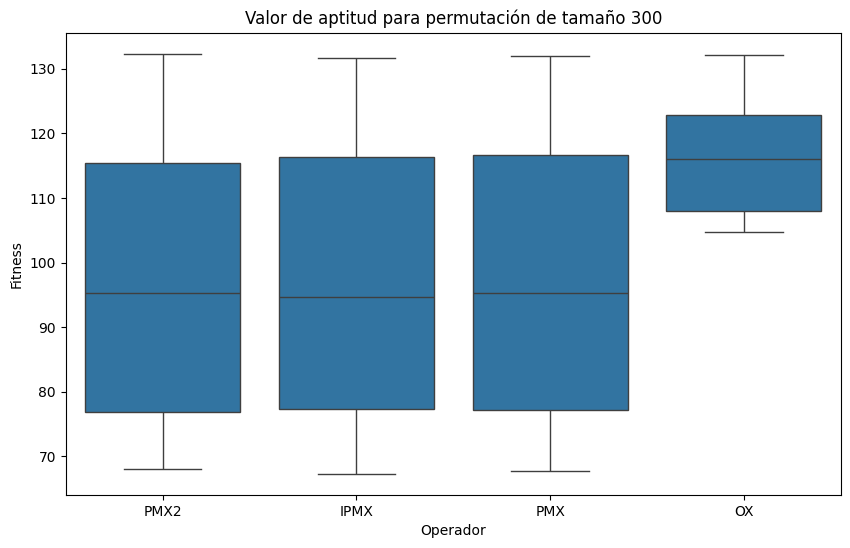 Valor de aptitud para permutación de tamaño 300
Fitness
130
120
110
100
90
80
70
PMX2 IPMX PMX OX
Operador